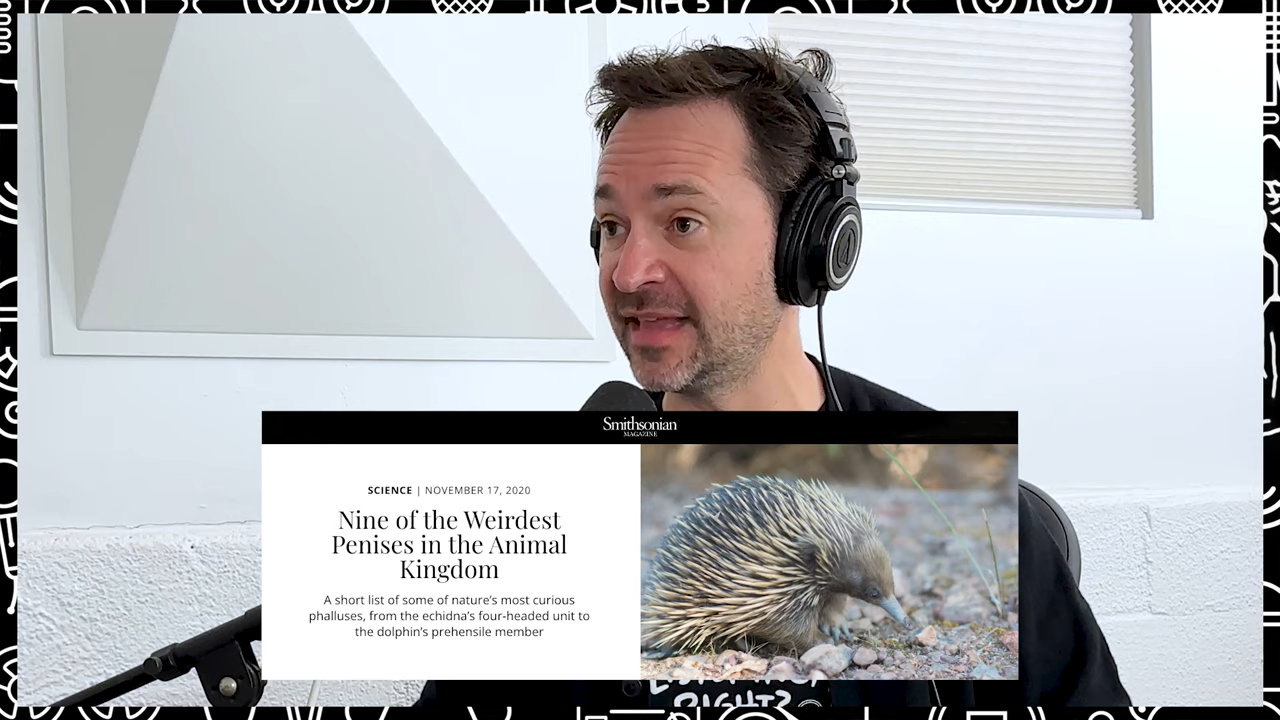 Smithsonian
MAGAZINE
SCIENCE | NOVEMBER 17, 2020
Nine of the Weirdest
Penises in the Animal
Kingdom
A short list of some of nature's most curious
phalluses, from the echidna's four-headed unit to
the dolphin's prehensile member
RIGHT?